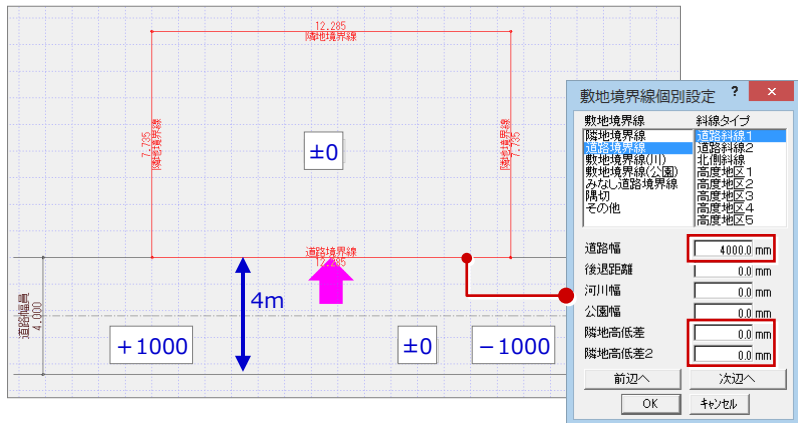 12.285
隣地境界線
7.735
隣地境界線
7.735
隣地境界線
±0
道路境界線
12.285
道路幅員
4.000
4m
+1000
±0
−1000
敷地境界線個別設定 ? ×
敷地境界線 斜線タイプ
隣地境界線 道路斜線1
道路境界線 道路斜線2
敷地境界線(川) 北側斜線
敷地境界線(公園) 高度地区1
みなし道路境界線 高度地区2
隅切 高度地区3
その他 高度地区4
高度地区5
道路幅 4000.0 mm
後退距離 0.0 mm
河川幅 0.0 mm
公園幅 0.0 mm
隣地高低差 0.0 mm
隣地高低差2 0.0 mm
前辺へ 次辺へ
OK キャンセル